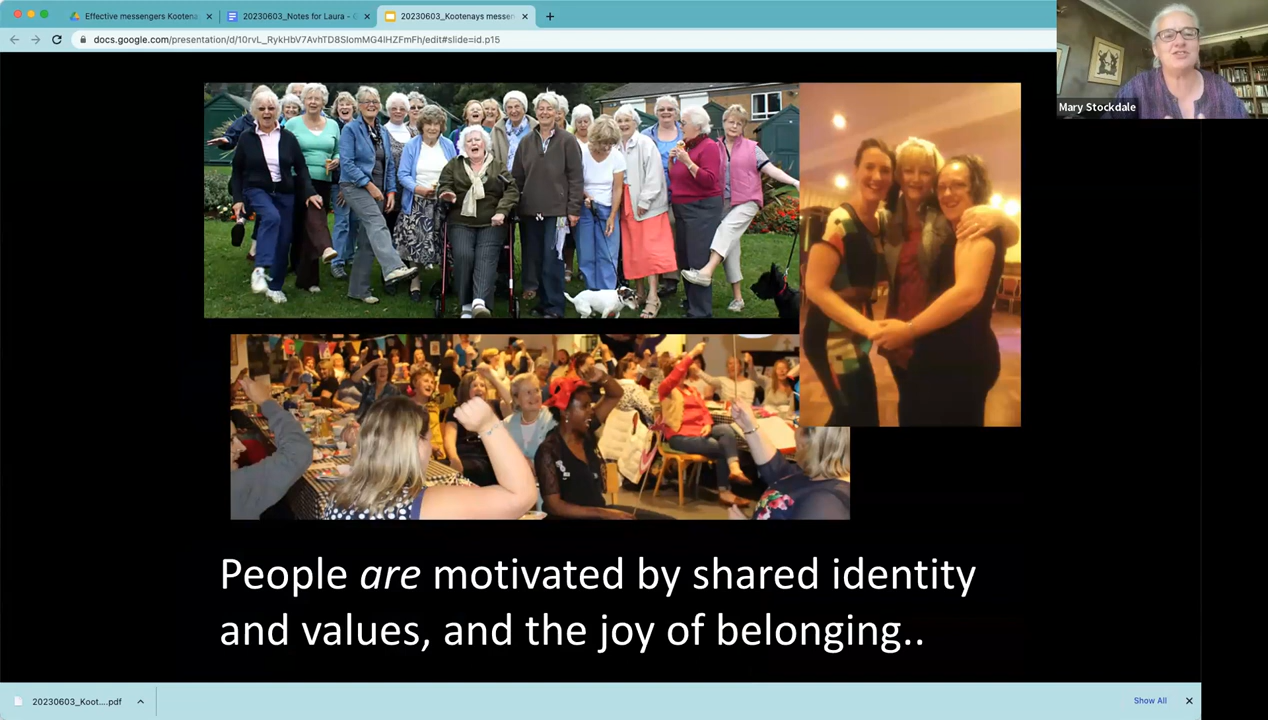 Effective messengers Kootena
20230603_Notes for Laura - G
20230603_Kootenays messen
docs.google.com/presentation/d/10rvL_RykHbV7AvhTD8SIomMG4lHZFmFh/edit#slide=id.p15
Mary Stockdale
People are motivated by shared identity
and values, and the joy of belonging..
20230603_Koot....pdf
Show All